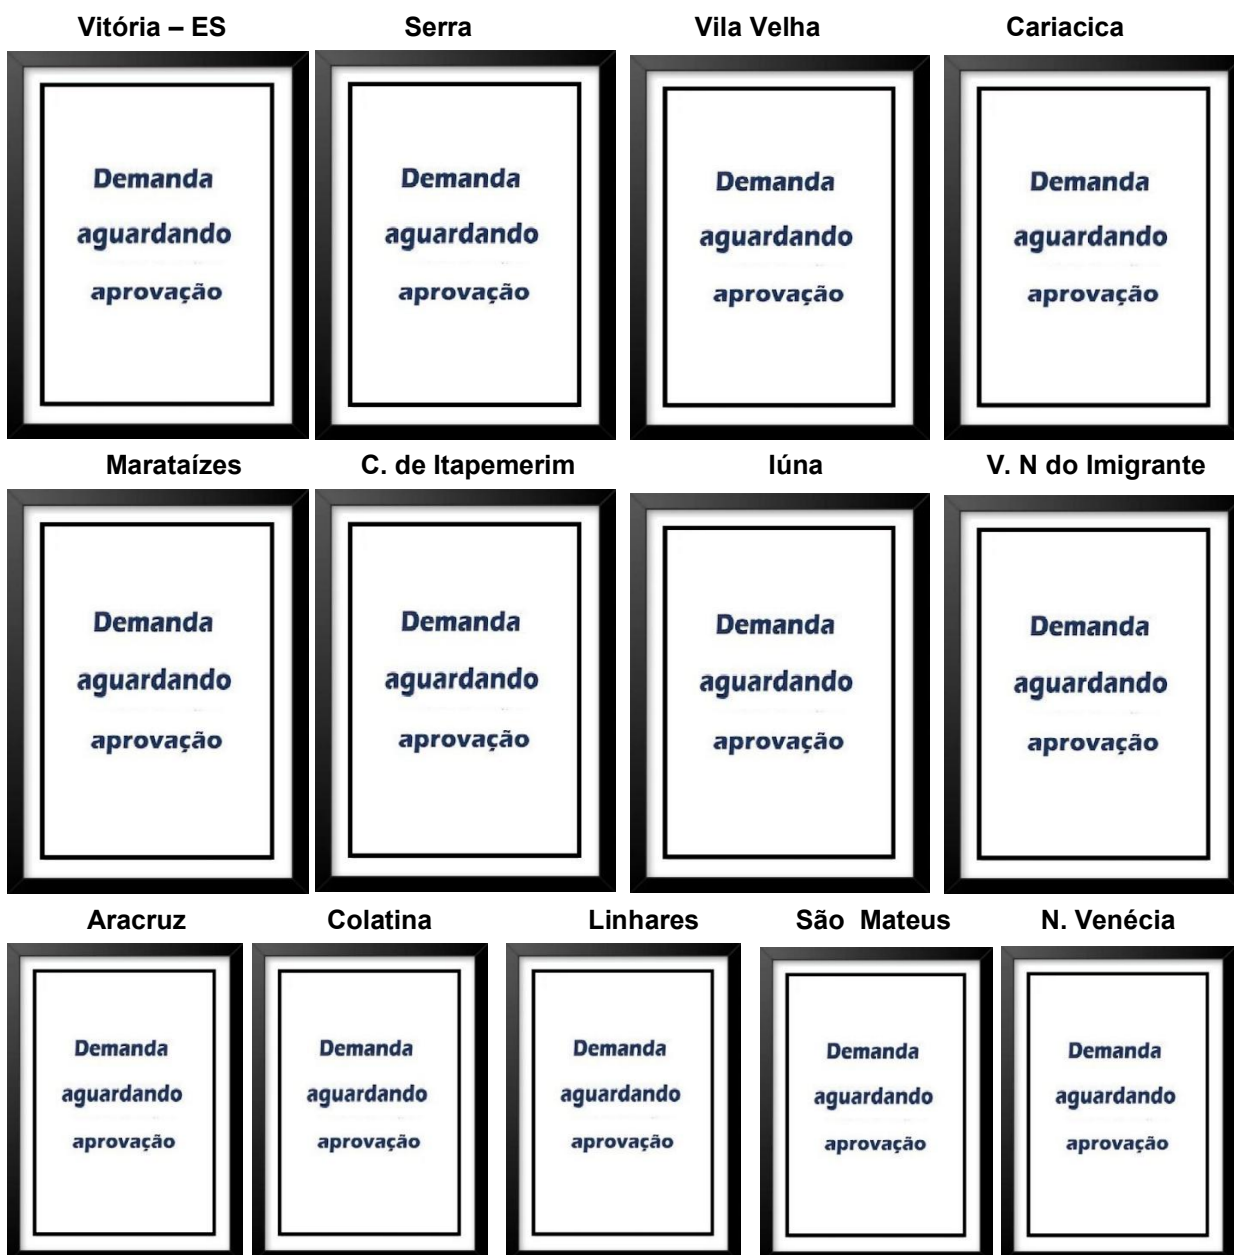 Vitória – ES Serra Vila Velha Cariacica
Demanda Demanda Demanda Demanda
aguardando aguardando aguardando aguardando
aprovação aprovação aprovação aprovação
Marataízes C. de Itapemerim Iúna V. N do Imigrante
Demanda Demanda Demanda Demanda
aguardando aguardando aguardando aguardando
aprovação aprovação aprovação aprovação
Aracruz Colatina Linhares São Mateus N. Venécia
Demanda Demanda Demanda Demanda Demanda
aguardando aguardando aguardando aguardando aguardando
aprovação aprovação aprovação aprovação aprovação